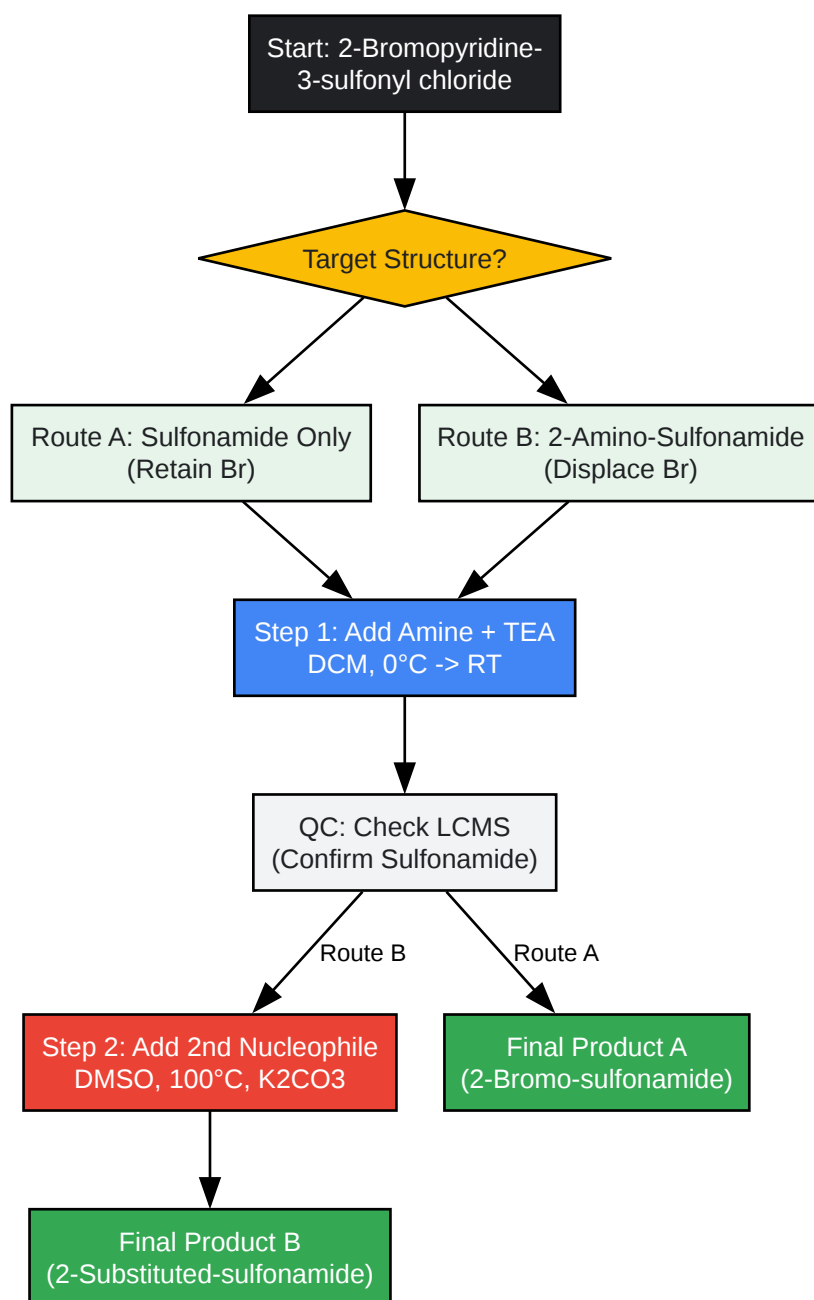 Start: 2-Bromopyridine-
3-sulfonyl chloride
Target Structure?
Route A: Sulfonamide Only
(Retain Br)
Route B: 2-Amino-Sulfonamide
(Displace Br)
Step 1: Add Amine + TEA
DCM, 0°C -> RT
QC: Check LCMS
(Confirm Sulfonamide)
Route B
Route A
Step 2: Add 2nd Nucleophile
DMSO, 100°C, K2CO3
Final Product A
(2-Bromo-sulfonamide)
Final Product B
(2-Substituted-sulfonamide)